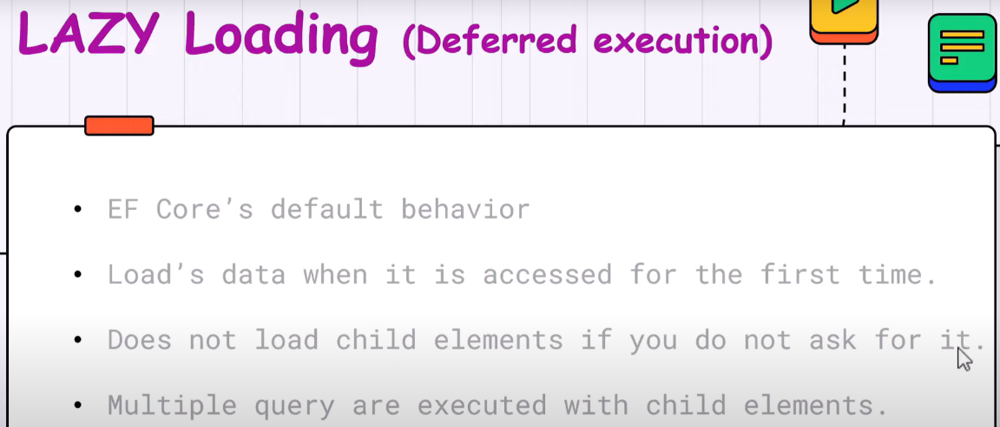 LAZY Loading (Deferred execution)
• EF Core’s default behavior
• Load’s data when it is accessed for the first time.
• Does not load child elements if you do not ask for it.
• Multiple query are executed with child elements.